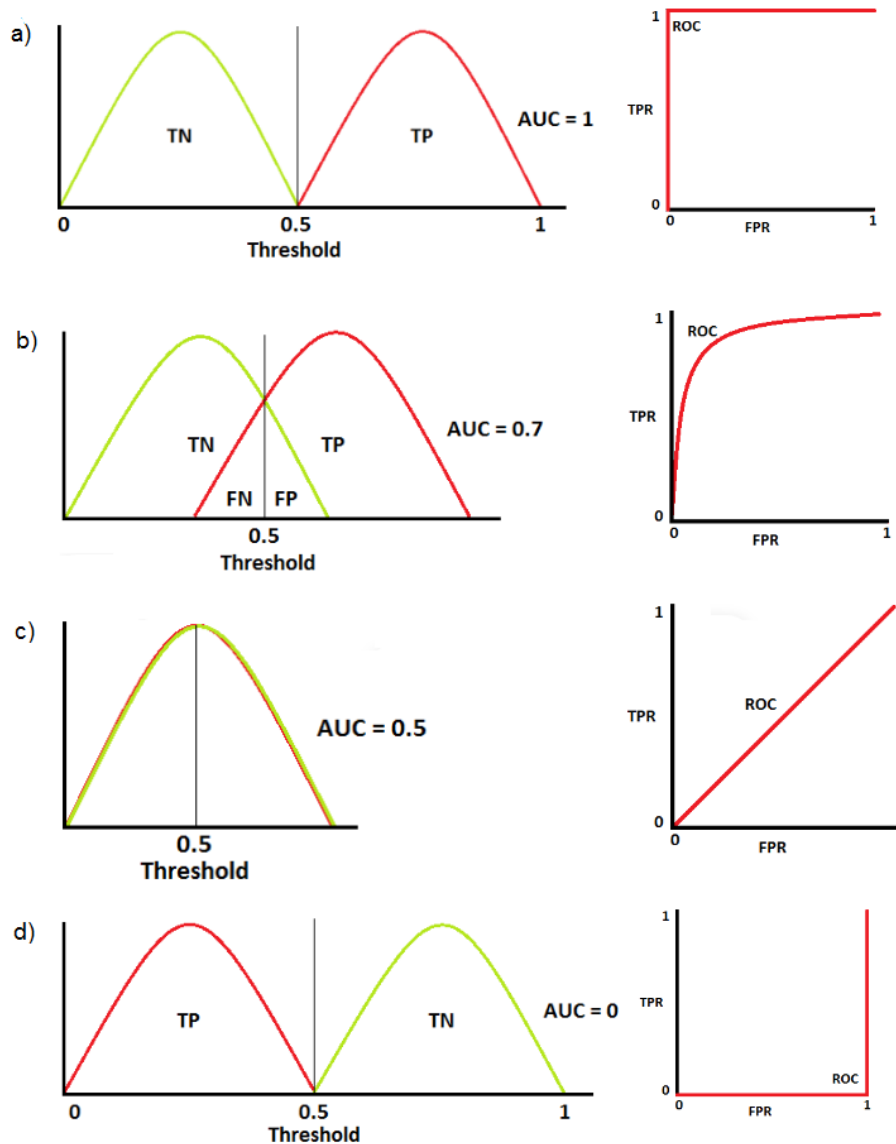 a)
TN
TP
AUC = 1
0
0.5
1
Threshold
1
ROC
TPR
0
0
1
FPR
b)
TN
TP
AUC = 0.7
FN
FP
0.5
Threshold
1
ROC
TPR
0
0
1
FPR
c)
AUC = 0.5
0.5
Threshold
1
ROC
TPR
0
0
FPR
d)
TP
TN
AUC = 0
0
0.5
1
Threshold
1
TPR
ROC
0
0
1
FPR